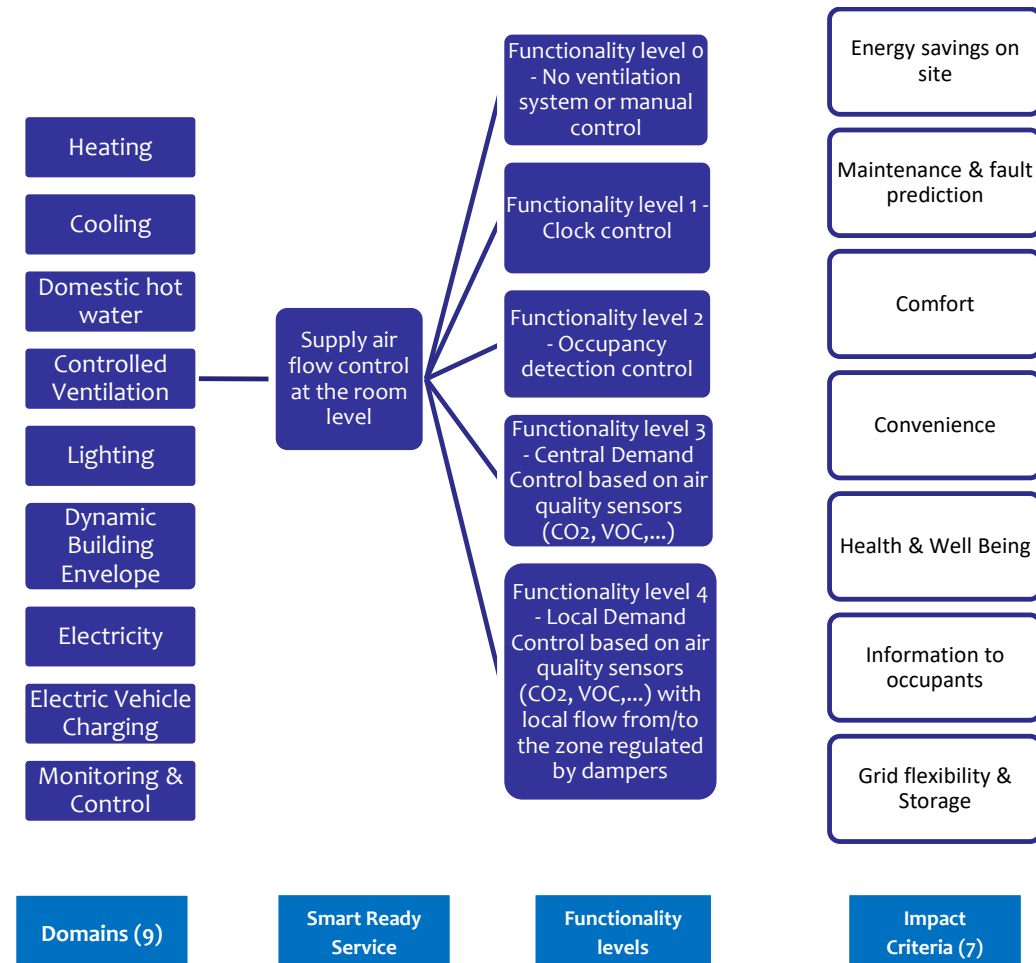 Heating
Cooling
Domestic hot
water
Controlled
Ventilation
Lighting
Dynamic
Building
Envelope
Electricity
Electric Vehicle
Charging
Monitoring &
Control
Supply air
flow control
at the room
level
Functionality level 0
- No ventilation
system or manual
control
Functionality level 1 -
Clock control
Functionality level 2
- Occupancy
detection control
Functionality level 3
- Central Demand
Control based on air
quality sensors
(CO2, VOC,...)
Functionality level 4
- Local Demand
Control based on air
quality sensors
(CO2, VOC,...) with
local flow from/to
the zone regulated
by dampers
Energy savings on
site
Maintenance & fault
prediction
Comfort
Convenience
Health & Well Being
Information to
occupants
Grid flexibility &
Storage
Domains (9)
Smart Ready
Service
Functionality
levels
Impact
Criteria (7)